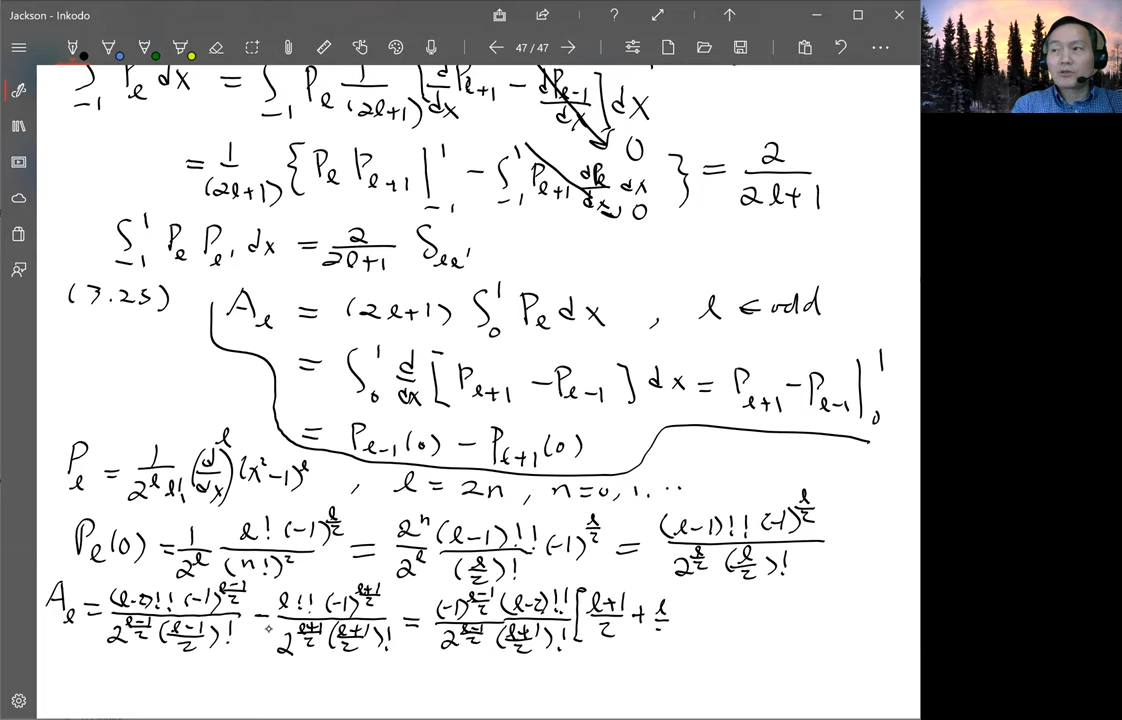 Jackson - Inkodo
47 / 47
∫_{-1} P_ℓ dx = ∫_{-1} P_ℓ 1/(2ℓ+1) [d/dx P_{ℓ+1} - dP_{ℓ-1}/dx] dx
0
= 1/(2ℓ+1) { P_ℓ P_{ℓ+1} |_{-1}^{1} - ∫_{-1}^{1} P_{ℓ+1} dP_ℓ/dx dx } = 2/(2ℓ+1)
0
∫_{-1}^{1} P_ℓ P_ℓ' dx = 2/(2ℓ+1) δ_{ℓℓ'}
(3.25) A_ℓ = (2ℓ+1) ∫_0^1 P_ℓ dx , ℓ ∈ odd
= ∫_0^1 d/dx [P_{ℓ+1} - P_{ℓ-1}] dx = P_{ℓ+1} - P_{ℓ-1} |_0^1
= P_{ℓ-1}(0) - P_{ℓ+1}(0)
P_ℓ = 1/(2^ℓ ℓ!) (d/dx)^ℓ (x²-1)^ℓ , ℓ = 2n , n=0, 1...
P_ℓ(0) = 1/2^ℓ ℓ! (-1)^{ℓ/2}/(n!)² = 2^n/2^ℓ (ℓ-1)!!/(ℓ/2)! (-1)^{ℓ/2} = (ℓ-1)!! (-1)^{ℓ/2}/(2^{ℓ/2} (ℓ/2)!)
A_ℓ = (ℓ-2)!! (-1)^{(ℓ-1)/2}/(2^{(ℓ-1)/2} ((ℓ-1)/2)!) - ℓ!! (-1)^{(ℓ+1)/2}/(2^{(ℓ+1)/2} ((ℓ+1)/2)!) = (-1)^{(ℓ-1)/2} (ℓ-2)!!/(2^{(ℓ-1)/2} ((ℓ+1)/2)!) [(ℓ+1)/2 + ℓ/